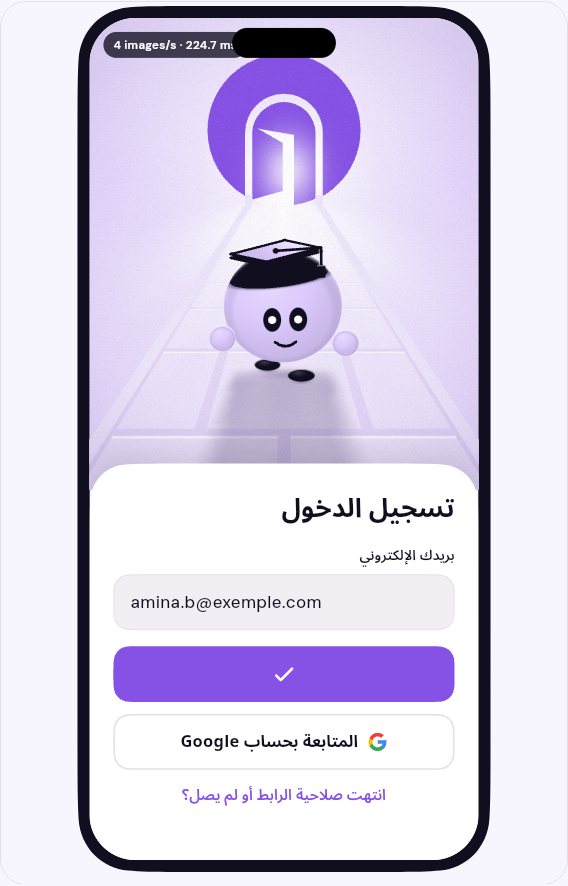 4 images/s · 224.7 ms
تسجيل الدخول
بريدك الإلكتروني
amina.b@exemple.com
المتابعة بحساب Google
انتهت صلاحية الرابط أو لم يصل؟